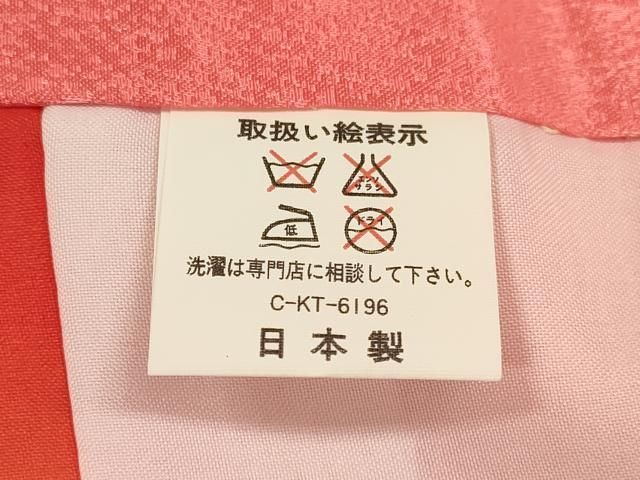 取扱い絵表示
エンソ
サラシ
低
ドライ
洗濯は専門店に相談して下さい。
C-KT-6196
日本製